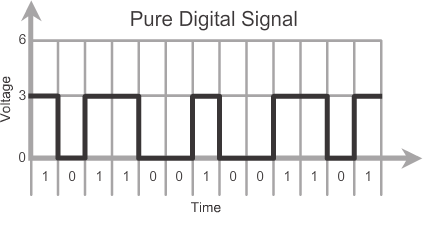 Pure Digital Signal
6
3
0
Voltage
1 0 1 1 0 0 1 0 0 1 1 0 1
Time